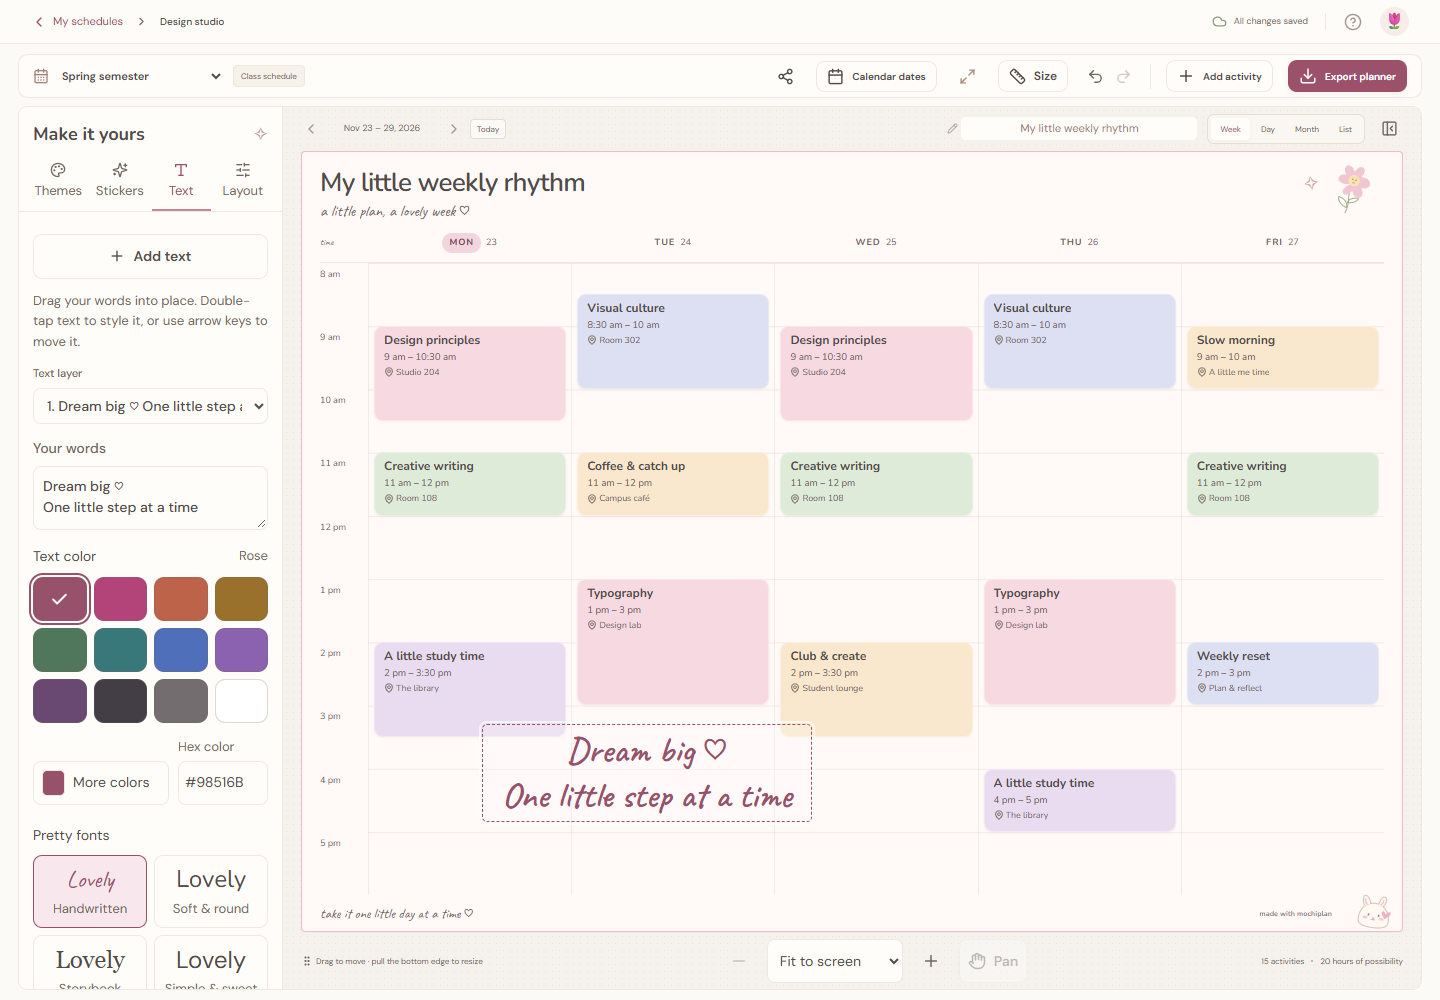 My schedules
Design studio
All changes saved
Spring semester
Class schedule
Calendar dates
Size
Add activity
Export planner
Make it yours
Themes
Stickers
Text
Layout
Add text
Drag your words into place. Double-
tap text to style it, or use arrow keys to
move it.
Text layer
1. Dream big ♡ One little step
Your words
Dream big ♡
One little step at a time
Text color
Rose
Hex color
More colors
#98516B
Pretty fonts
Lovely
Handwritten
Lovely
Soft & round
Lovely
Storybook
Lovely
Simple & sweet
Nov 23 – 29, 2026
Today
My little weekly rhythm
Week
Day
Month
List
My little weekly rhythm
a little plan, a lovely week ♡
time
MON 23
TUE 24
WED 25
THU 26
FRI 27
8 am
9 am
10 am
11 am
12 pm
1 pm
2 pm
3 pm
4 pm
5 pm
Design principles
9 am – 10:30 am
Studio 204
Creative writing
11 am – 12 pm
Room 108
A little study time
2 pm – 3:30 pm
The library
Visual culture
8:30 am – 10 am
Room 302
Coffee & catch up
11 am – 12 pm
Campus café
Typography
1 pm – 3 pm
Design lab
Design principles
9 am – 10:30 am
Studio 204
Creative writing
11 am – 12 pm
Room 108
Club & create
2 pm – 3:30 pm
Student lounge
Visual culture
8:30 am – 10 am
Room 302
Typography
1 pm – 3 pm
Design lab
A little study time
4 pm – 5 pm
The library
Slow morning
9 am – 10 am
A little me time
Creative writing
11 am – 12 pm
Room 108
Weekly reset
2 pm – 3 pm
Plan & reflect
Dream big ♡
One little step at a time
take it one little day at a time ♡
made with mochiplan
Drag to move · pull the bottom edge to resize
Fit to screen
Pan
15 activities • 20 hours of possibility